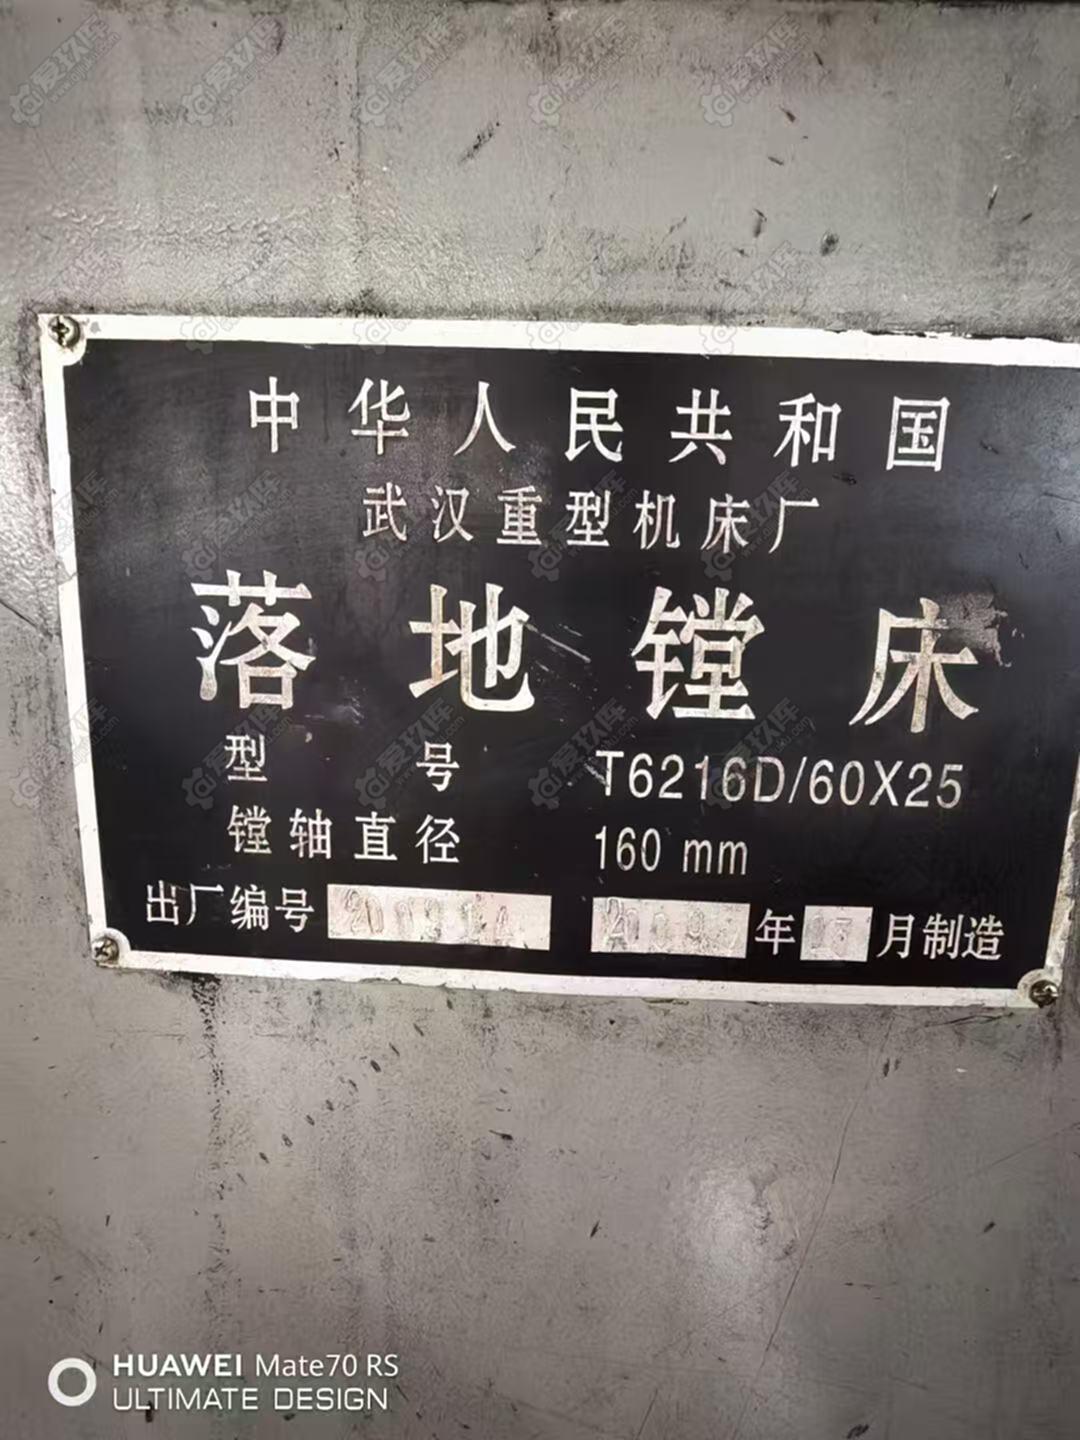 中华人民共和国
武汉重型机床厂
落地镗床
型号 T6216D/60X25
镗轴直径 160 mm
出厂编号 年 月制造
HUAWEI Mate70 RS
ULTIMATE DESIGN